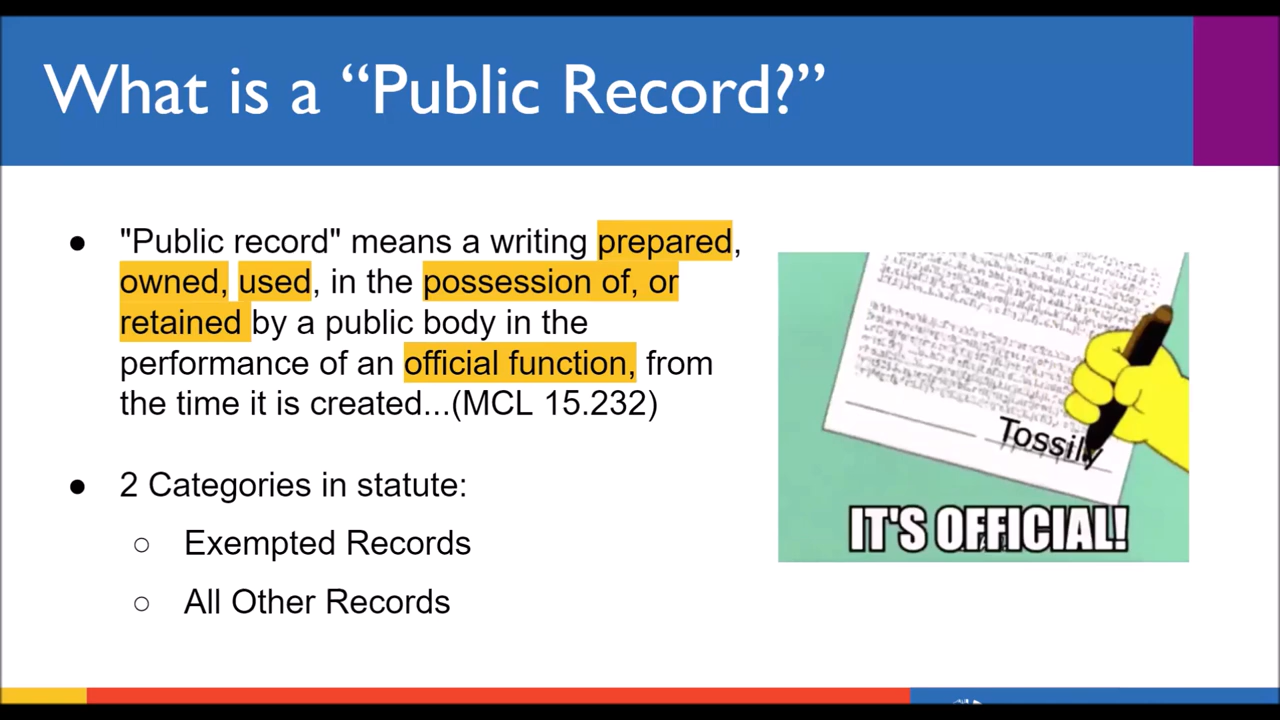 What is a “Public Record?”
● "Public record" means a writing prepared,
owned, used, in the possession of, or
retained by a public body in the
performance of an official function, from
the time it is created...(MCL 15.232)
● 2 Categories in statute:
○ Exempted Records
○ All Other Records
Tossily
IT'S OFFICIAL!